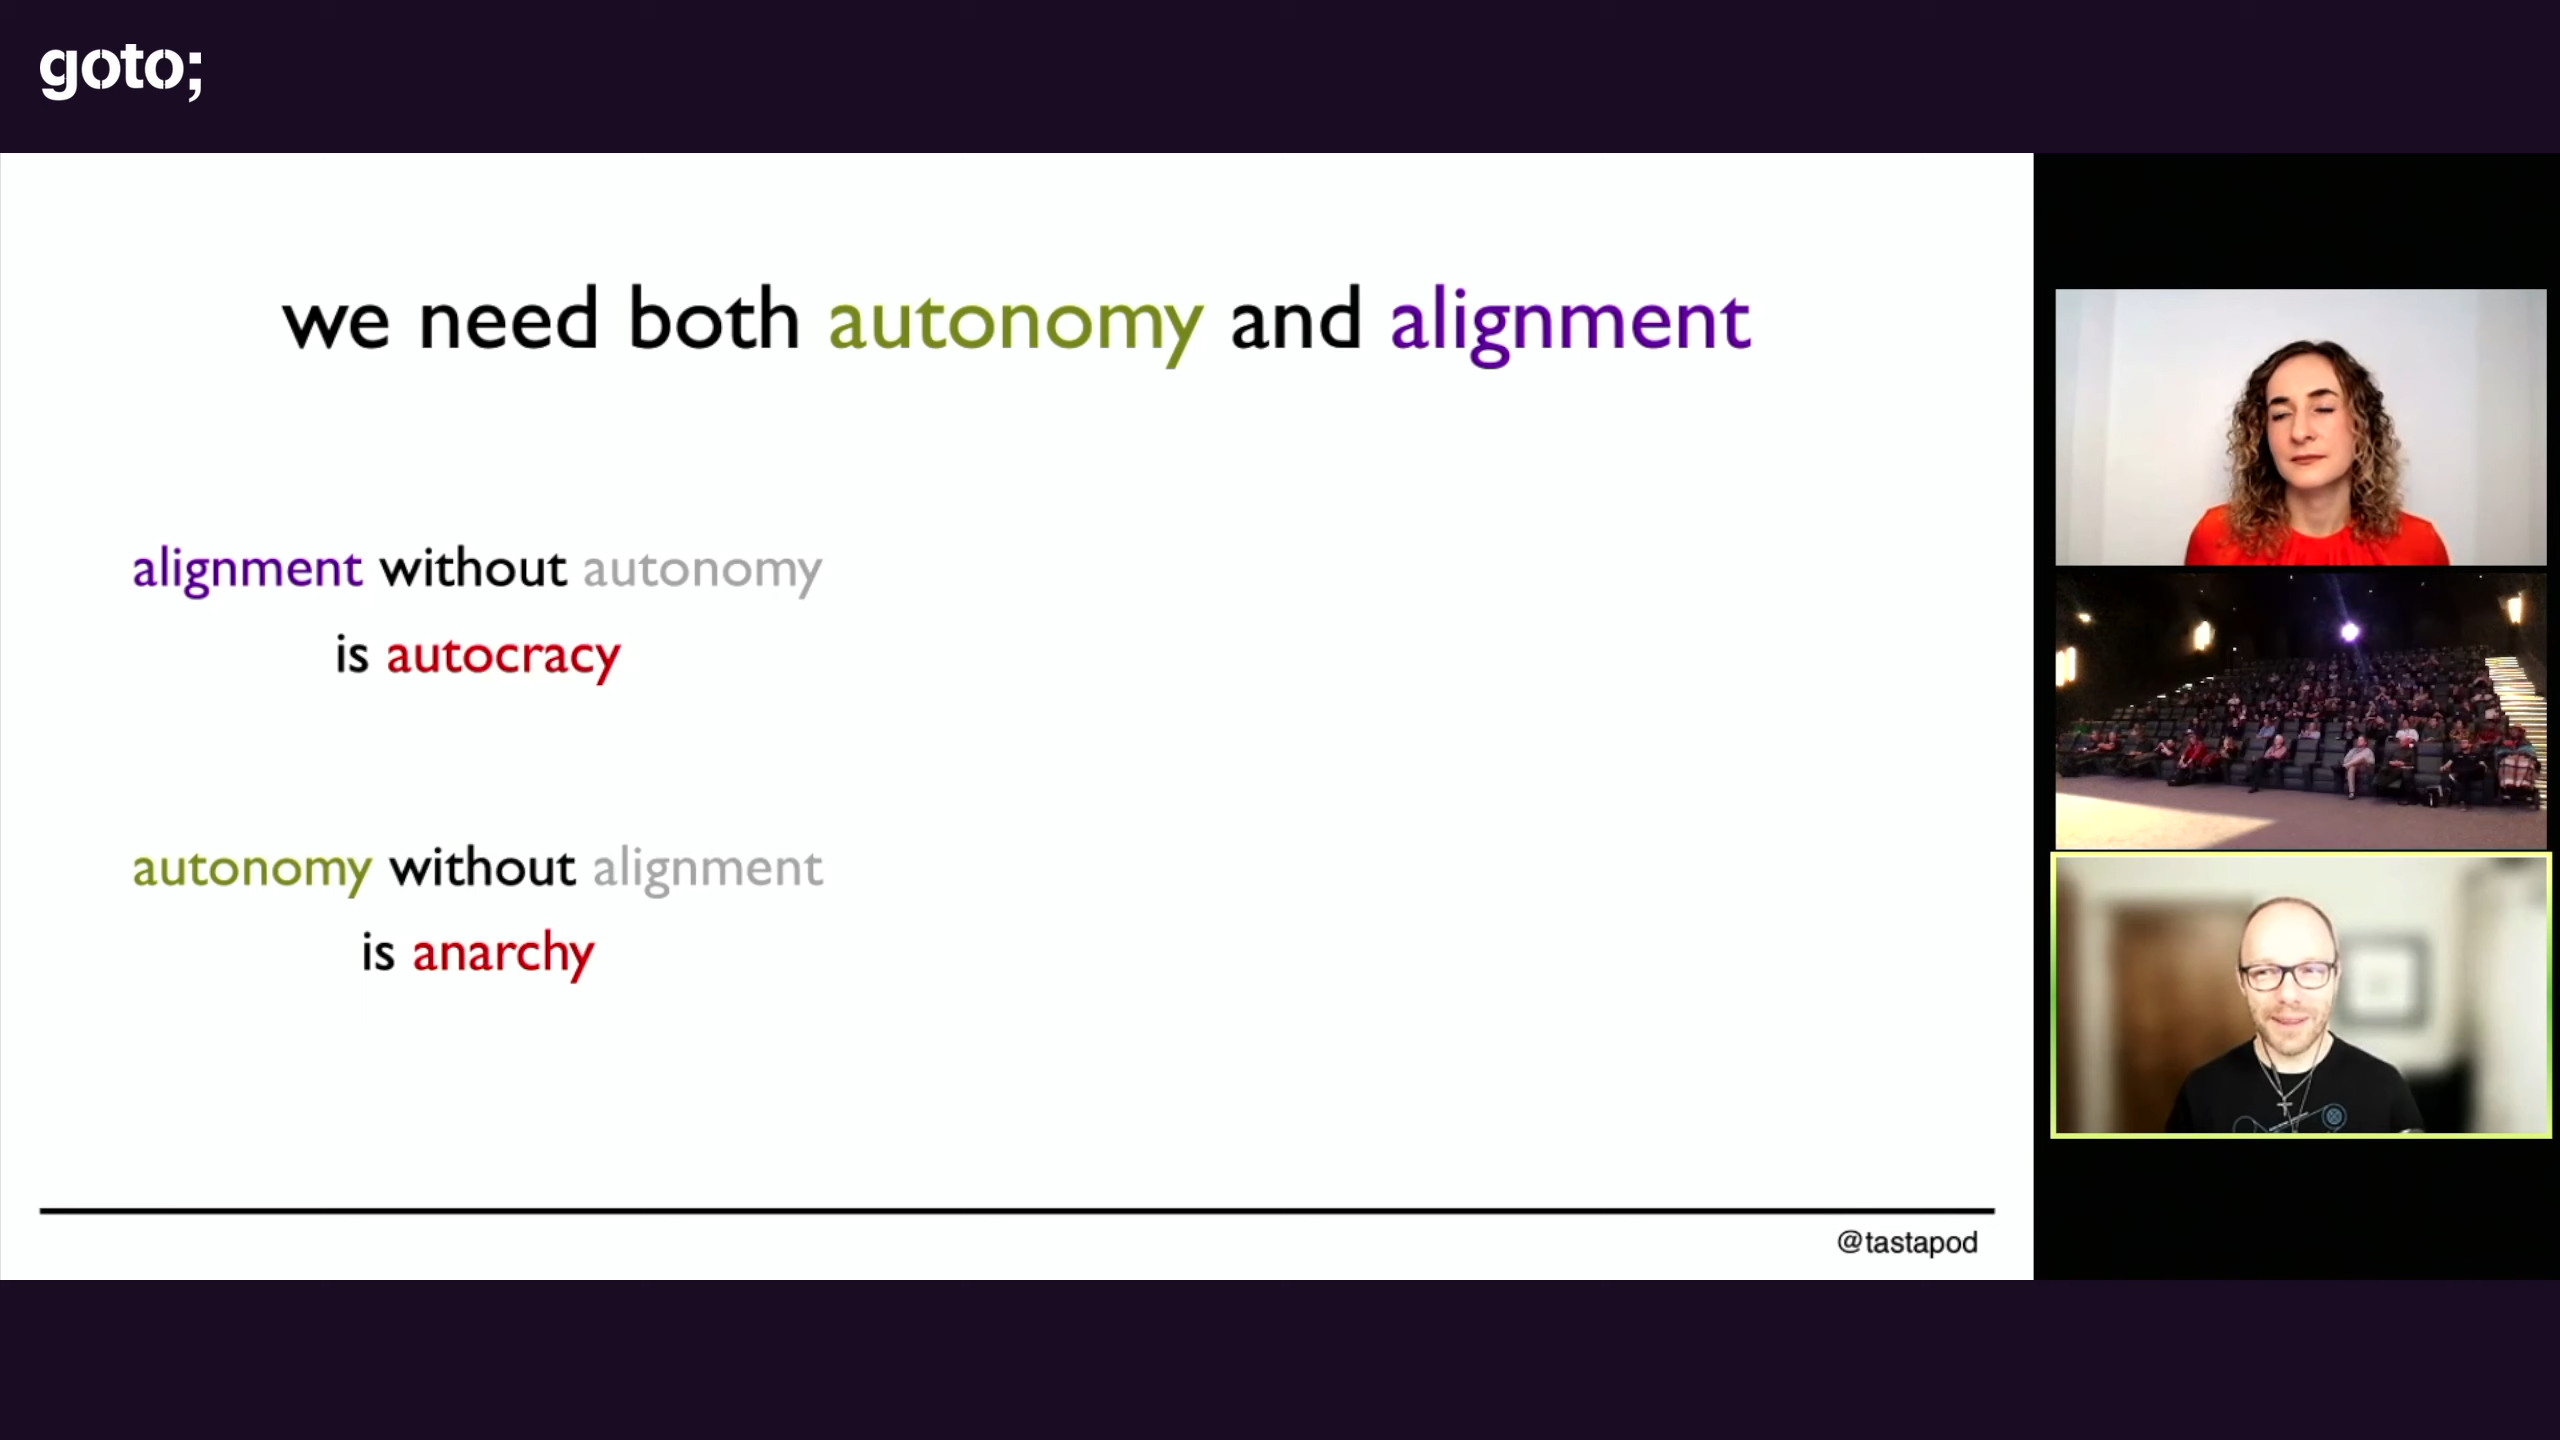 goto;
we need both autonomy and alignment
alignment without autonomy
is autocracy
autonomy without alignment
is anarchy
@tastapod